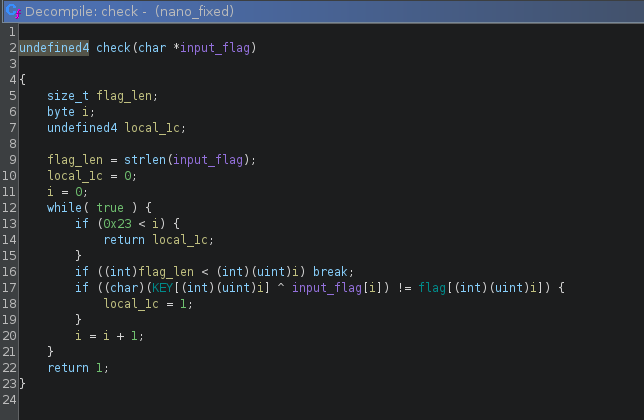 Decompile: check - (nano_fixed)
1
2 undefined4 check(char *input_flag)
3
4 {
5 size_t flag_len;
6 byte i;
7 undefined4 local_1c;
8
9 flag_len = strlen(input_flag);
10 local_1c = 0;
11 i = 0;
12 while( true ) {
13 if (0x23 < i) {
14 return local_1c;
15 }
16 if ((int)flag_len < (int)(uint)i) break;
17 if ((char)(KEY[(int)(uint)i] ^ input_flag[i]) != flag[(int)(uint)i]) {
18 local_1c = 1;
19 }
20 i = i + 1;
21 }
22 return 1;
23 }
24